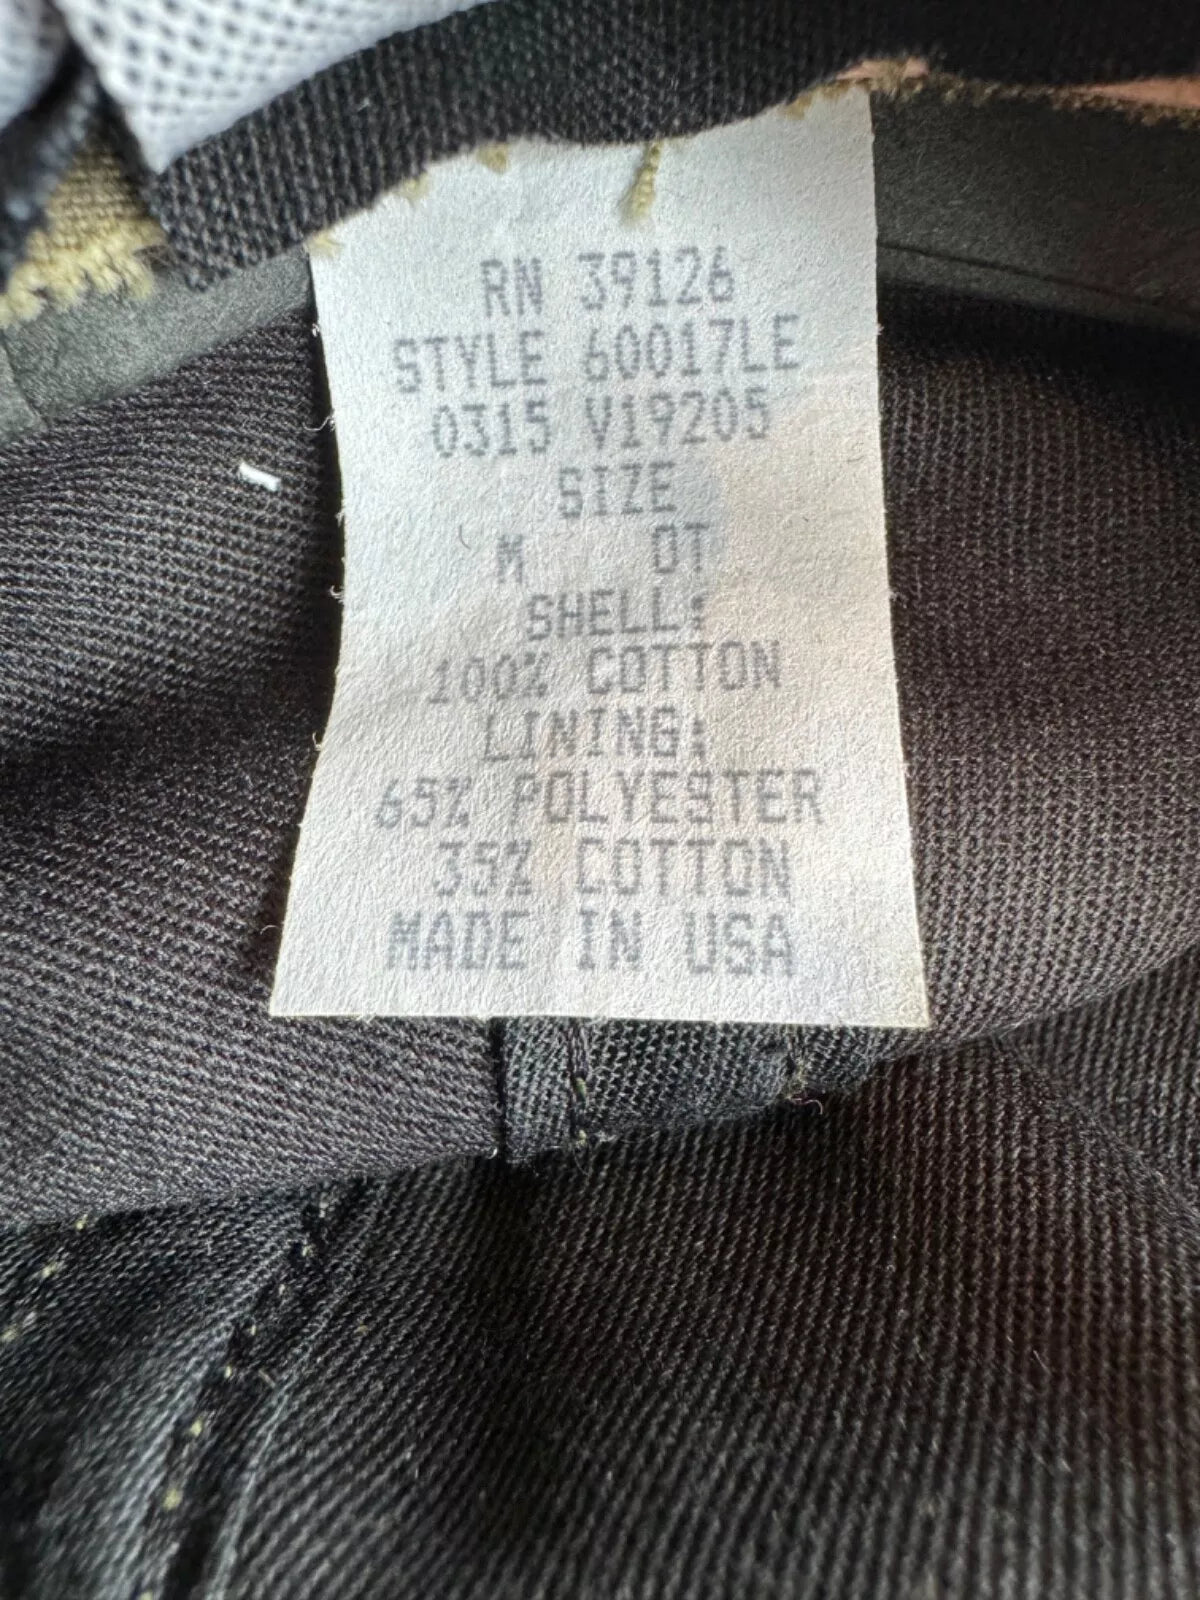 RN 39126
STYLE 60017LE
0315 V19205
SIZE
M OT
SHELL:
100% COTTON
LINING:
65% POLYESTER
35% COTTON
MADE IN USA